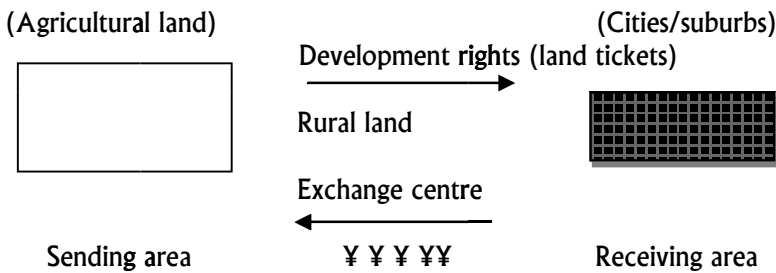 (Agricultural land) (Cities/suburbs)
Development rights (land tickets)
Rural land
Exchange centre
Sending area ¥ ¥ ¥ ¥¥ Receiving area